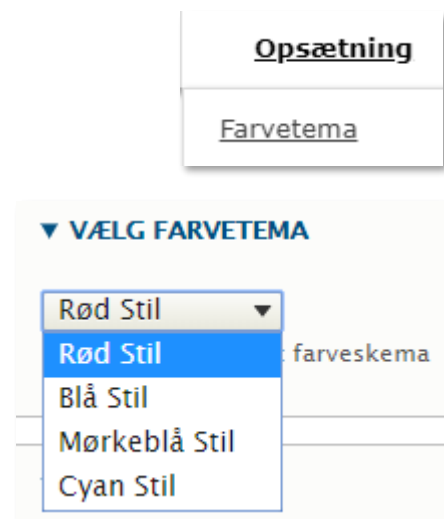 Opsætning
Farvetema
▼ VÆLG FARVETEMA
Rød Stil ▼
Rød Stil
farveskema
Blå Stil
Mørkeblå Stil
Cyan Stil